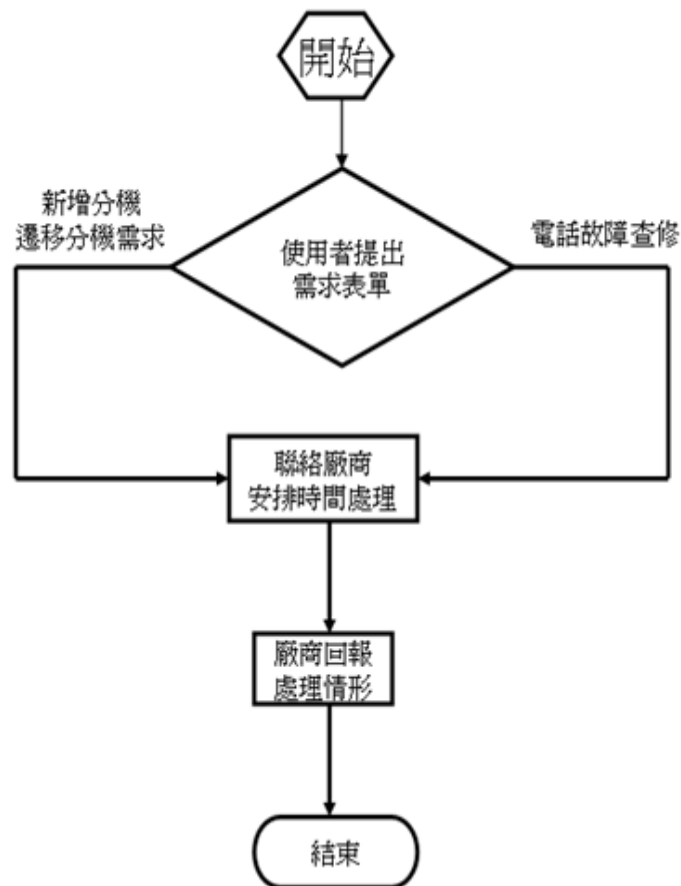 開始
新增分機
遷移分機需求
使用者提出
需求表單
電話故障查修
聯絡廠商
安排時間處理
廠商回報
處理情形
結束